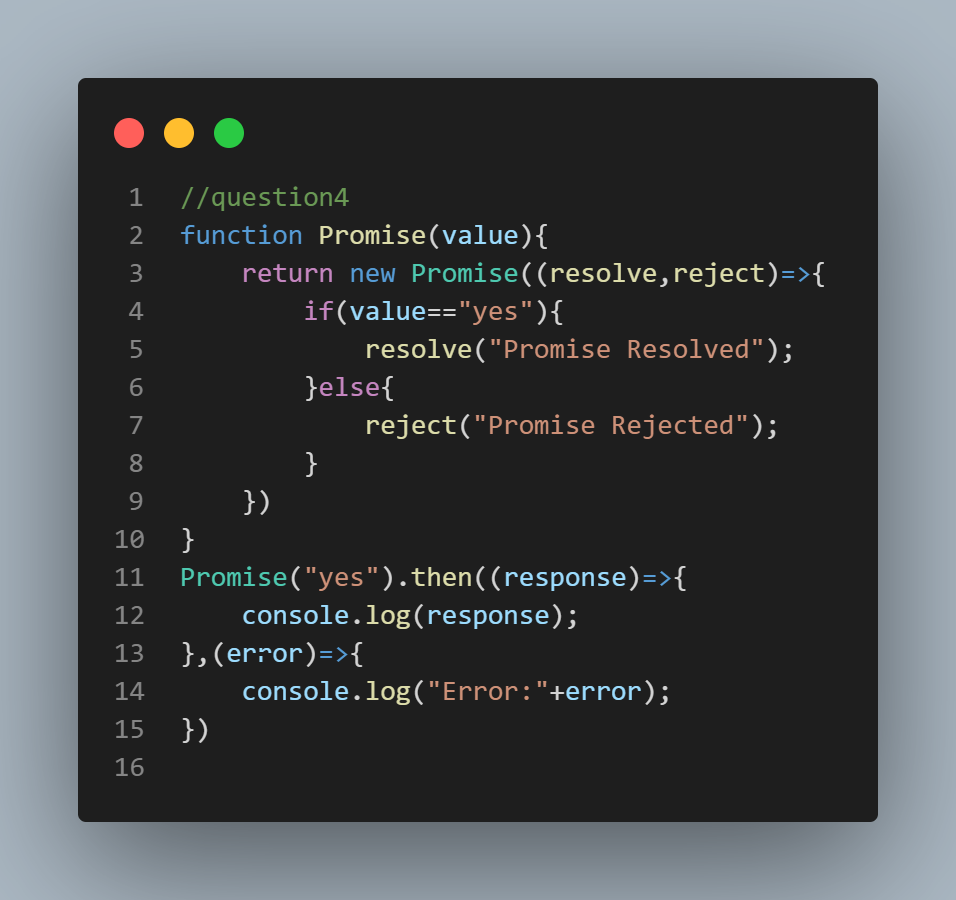 1 //question4
2 function Promise(value){
3     return new Promise((resolve,reject)=>{
4         if(value=="yes"){
5             resolve("Promise Resolved");
6         }else{
7             reject("Promise Rejected");
8         }
9     })
10 }
11 Promise("yes").then((response)=>{
12     console.log(response);
13 },(error)=>{
14     console.log("Error:"+error);
15 })
16